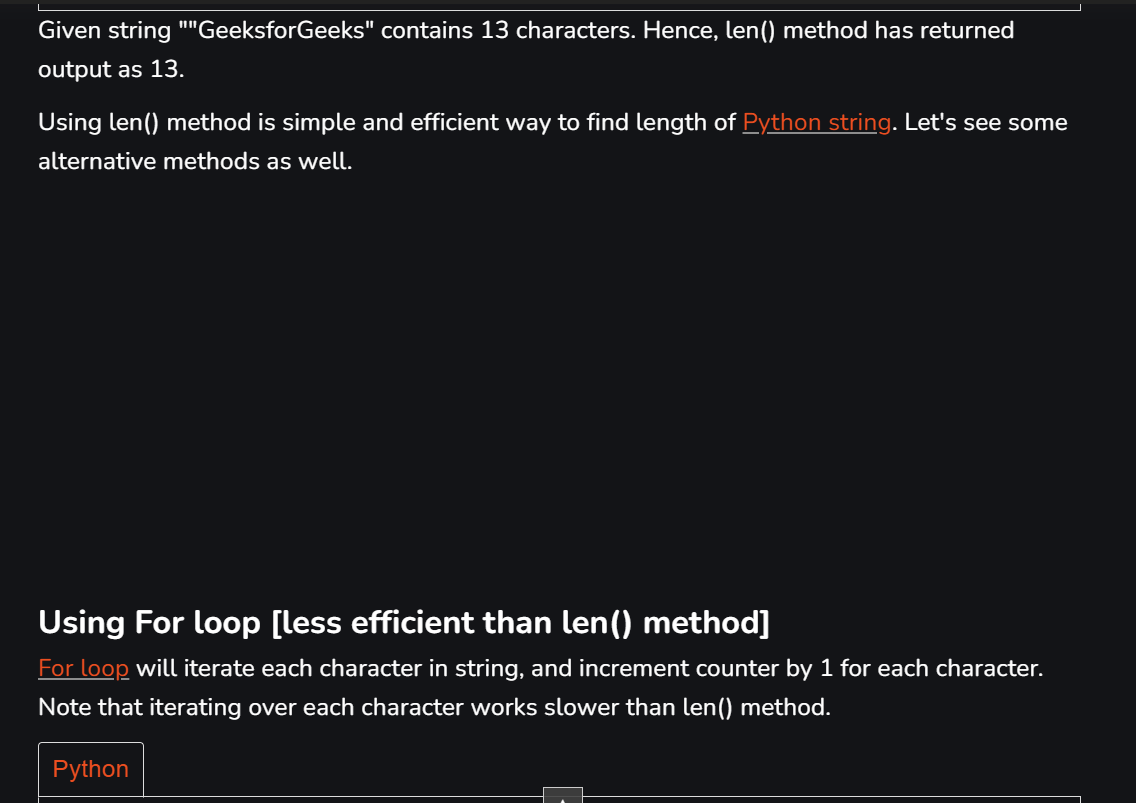 Given string ""GeeksforGeeks" contains 13 characters. Hence, len() method has returned
output as 13.
Using len() method is simple and efficient way to find length of Python string. Let's see some
alternative methods as well.
Using For loop [less efficient than len() method]
For loop will iterate each character in string, and increment counter by 1 for each character.
Note that iterating over each character works slower than len() method.
Python